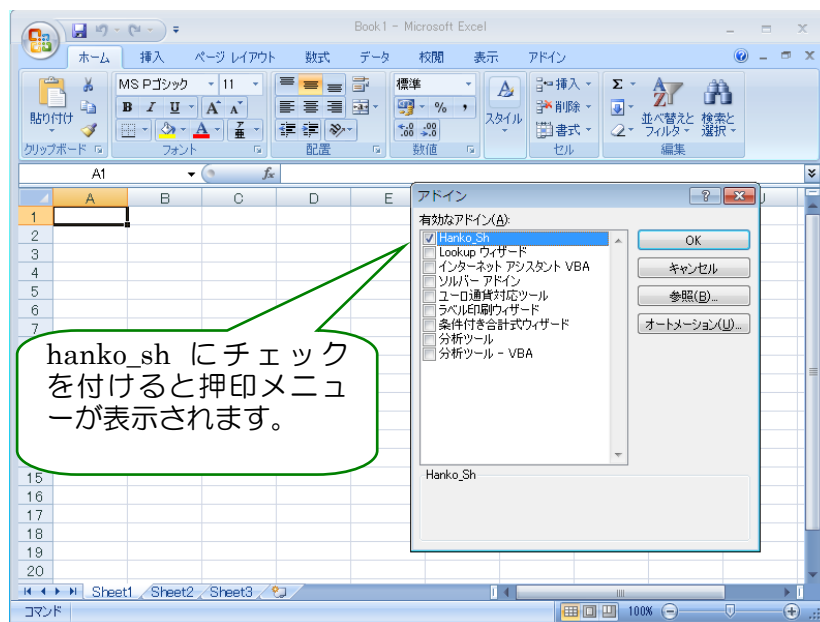 Book1 - Microsoft Excel
ホーム 挿入 ページ レイアウト 数式 データ 校閲 表示 アドイン
貼り付け
MS Pゴシック 11
B I U A A
標準
% ,
スタイル
挿入
削除
書式
Σ
並べ替えと フィルタ
検索と 選択
クリップボード フォント 配置 数値 セル 編集
A1 fx
A B C D E J
1
2
3
4
5
6
7
15
16
17
18
19
20
アドイン
有効なアドイン(A):
Hanko_Sh
Lookup ウィザード
インターネット アシスタント VBA
ソルバー アドイン
ユーロ通貨対応ツール
ラベル印刷ウィザード
条件付き合計式ウィザード
分析ツール
分析ツール - VBA
OK
キャンセル
参照(B)...
オートメーション(U)...
Hanko_Sh
hanko_sh にチェック
を付けると押印メニュ
ーが表示されます。
Sheet1 Sheet2 Sheet3
コマンド 100%